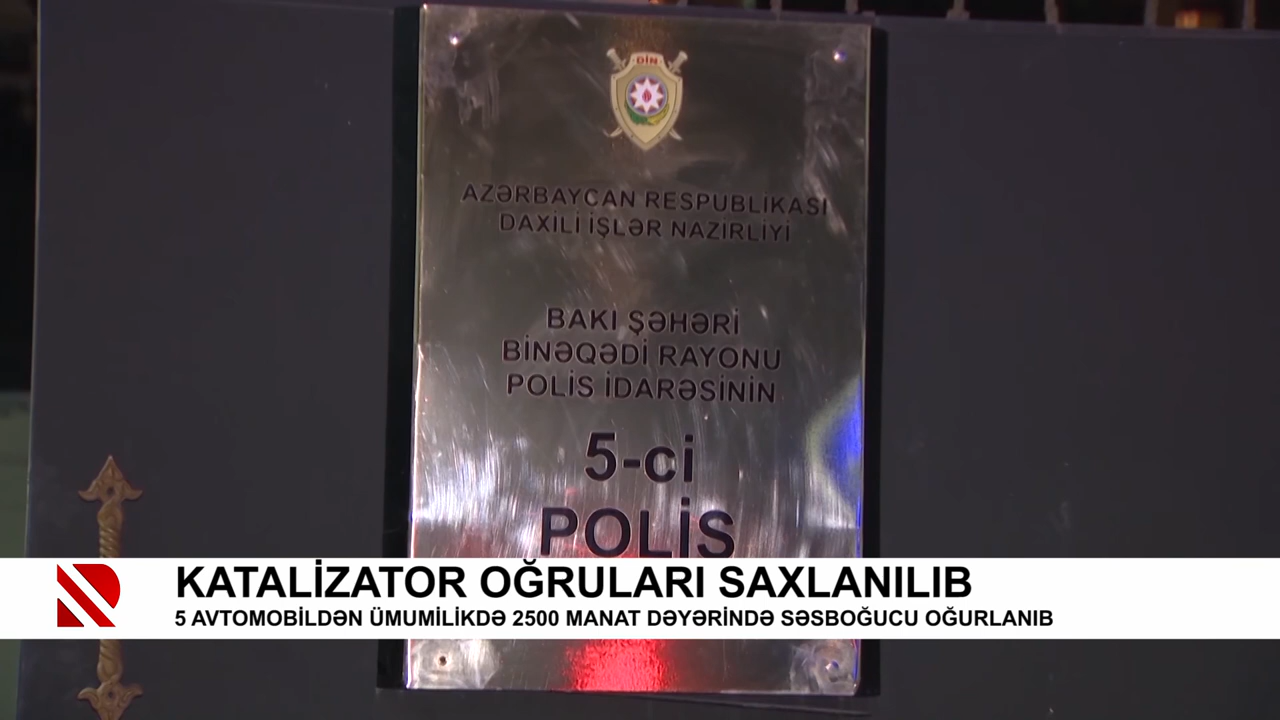 DİN
AZƏRBAYCAN RESPUBLİKASI
DAXİLİ İŞLƏR NAZİRLİYİ
BAKI ŞƏHƏRİ
BİNƏQƏDİ RAYONU
POLİS İDARƏSİNİN
5-ci
POLİS
KATALİZATOR OĞRULARI SAXLANILIB
5 AVTOMOBİLDƏN ÜMUMİLİKDƏ 2500 MANAT DƏYƏRİNDƏ SƏSBOĞUCU OĞURLANIB